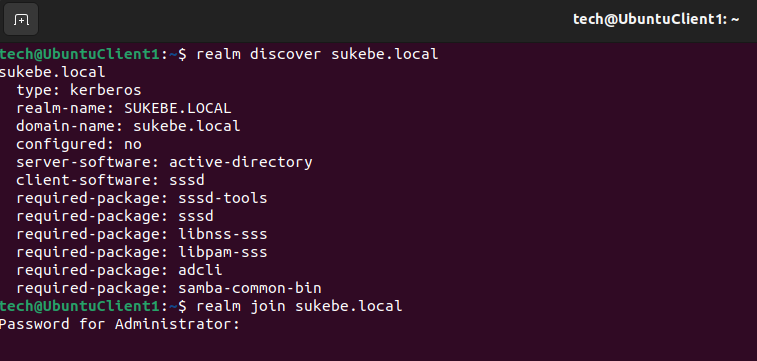 tech@UbuntuClient1: ~
tech@UbuntuClient1:~$ realm discover sukebe.local
sukebe.local
type: kerberos
realm-name: SUKEBE.LOCAL
domain-name: sukebe.local
configured: no
server-software: active-directory
client-software: sssd
required-package: sssd-tools
required-package: sssd
required-package: libnss-sss
required-package: libpam-sss
required-package: adcli
required-package: samba-common-bin
tech@UbuntuClient1:~$ realm join sukebe.local
Password for Administrator: